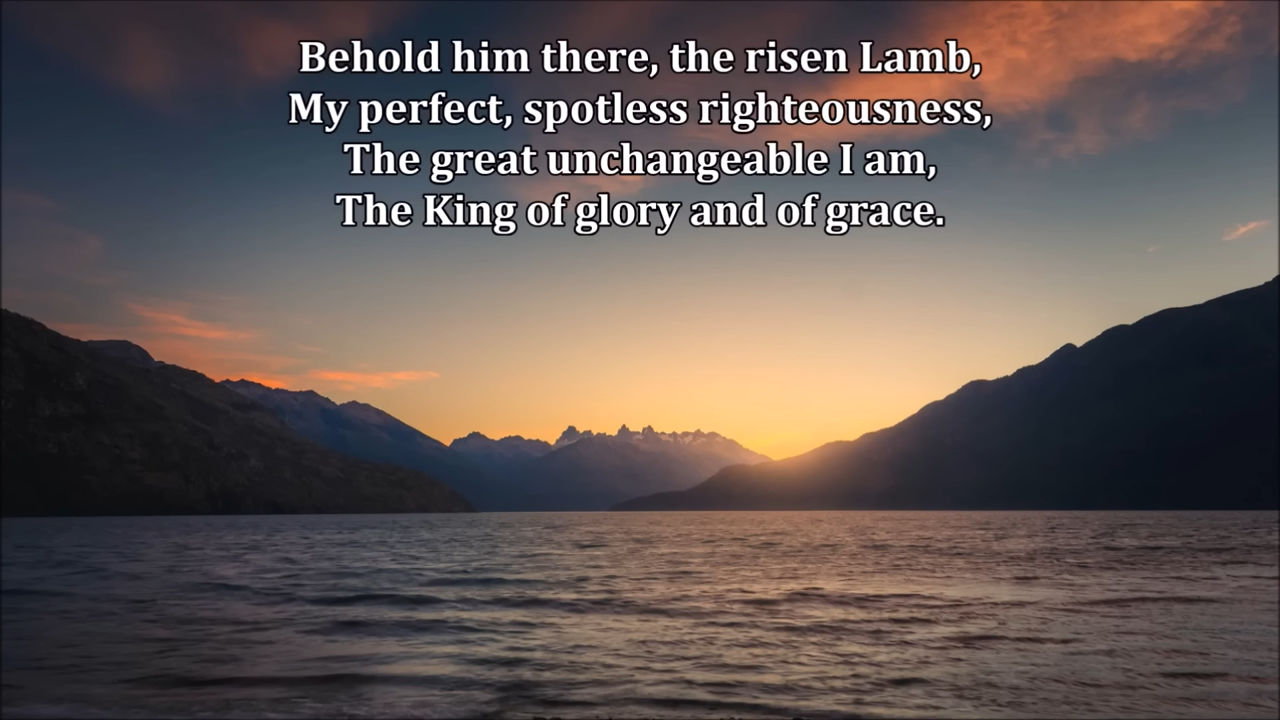 Behold him there, the risen Lamb,
My perfect, spotless righteousness,
The great unchangeable I am,
The King of glory and of grace.